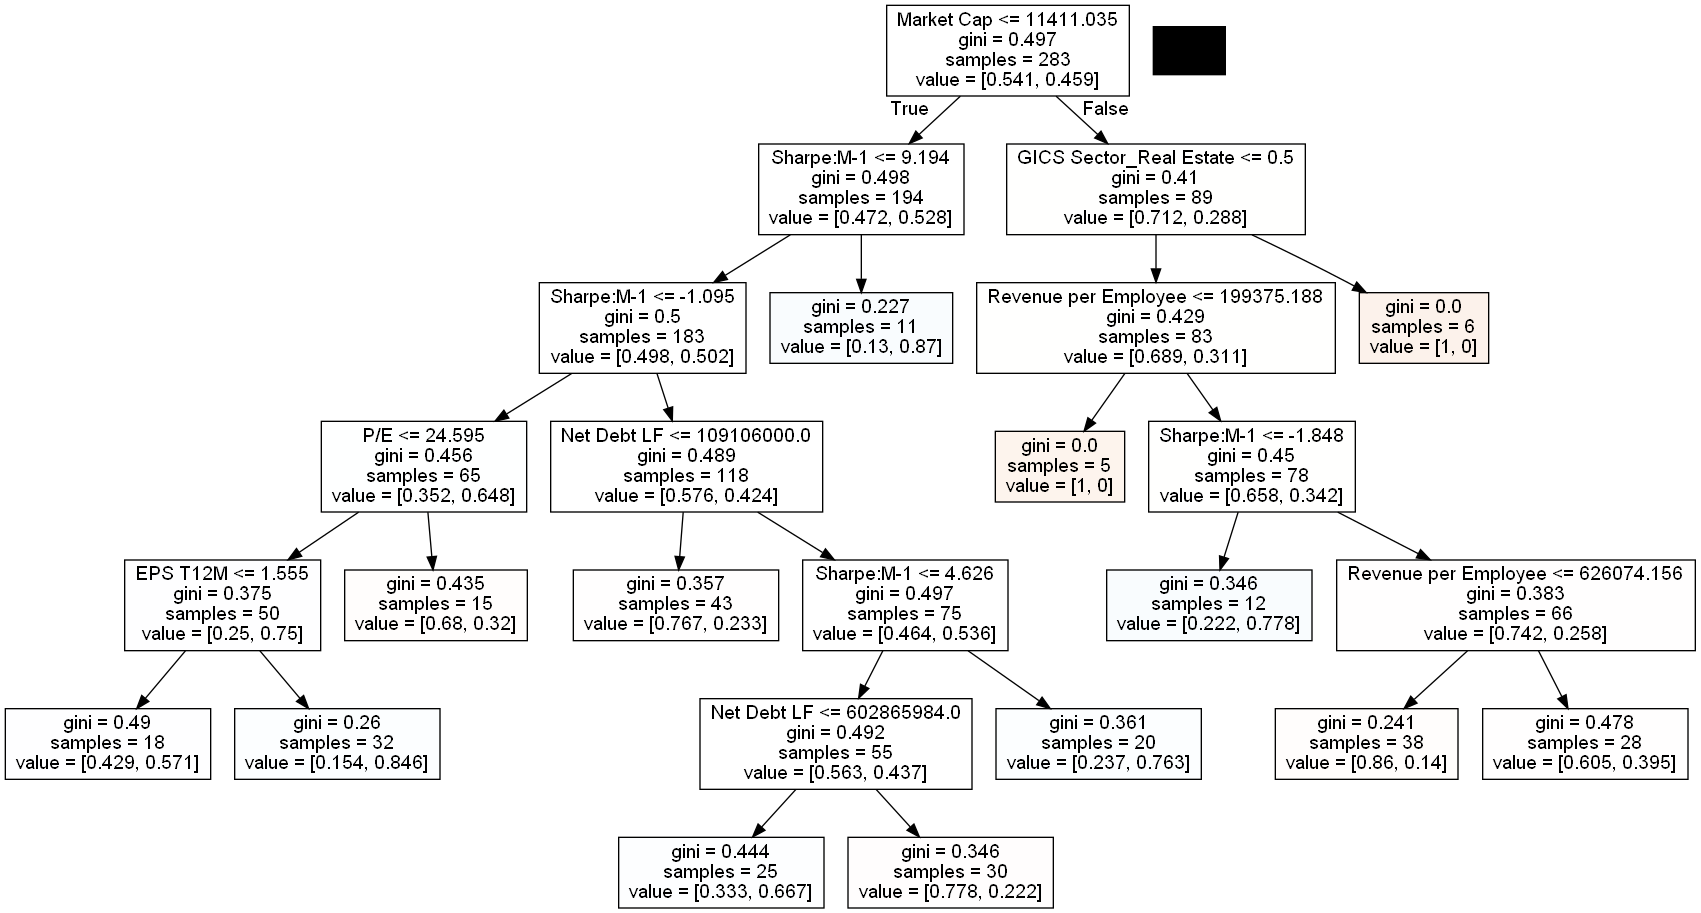 Market Cap <= 11411.035
gini = 0.497
samples = 283
value = [0.541, 0.459]
True
False
Sharpe:M-1 <= 9.194
gini = 0.498
samples = 194
value = [0.472, 0.528]
GICS Sector_Real Estate <= 0.5
gini = 0.41
samples = 89
value = [0.712, 0.288]
Sharpe:M-1 <= -1.095
gini = 0.5
samples = 183
value = [0.498, 0.502]
gini = 0.227
samples = 11
value = [0.13, 0.87]
Revenue per Employee <= 199375.188
gini = 0.429
samples = 83
value = [0.689, 0.311]
gini = 0.0
samples = 6
value = [1, 0]
P/E <= 24.595
gini = 0.456
samples = 65
value = [0.352, 0.648]
Net Debt LF <= 109106000.0
gini = 0.489
samples = 118
value = [0.576, 0.424]
gini = 0.0
samples = 5
value = [1, 0]
Sharpe:M-1 <= -1.848
gini = 0.45
samples = 78
value = [0.658, 0.342]
EPS T12M <= 1.555
gini = 0.375
samples = 50
value = [0.25, 0.75]
gini = 0.435
samples = 15
value = [0.68, 0.32]
gini = 0.357
samples = 43
value = [0.767, 0.233]
Sharpe:M-1 <= 4.626
gini = 0.497
samples = 75
value = [0.464, 0.536]
gini = 0.346
samples = 12
value = [0.222, 0.778]
Revenue per Employee <= 626074.156
gini = 0.383
samples = 66
value = [0.742, 0.258]
gini = 0.49
samples = 18
value = [0.429, 0.571]
gini = 0.26
samples = 32
value = [0.154, 0.846]
Net Debt LF <= 602865984.0
gini = 0.492
samples = 55
value = [0.563, 0.437]
gini = 0.361
samples = 20
value = [0.237, 0.763]
gini = 0.241
samples = 38
value = [0.86, 0.14]
gini = 0.478
samples = 28
value = [0.605, 0.395]
gini = 0.444
samples = 25
value = [0.333, 0.667]
gini = 0.346
samples = 30
value = [0.778, 0.222]